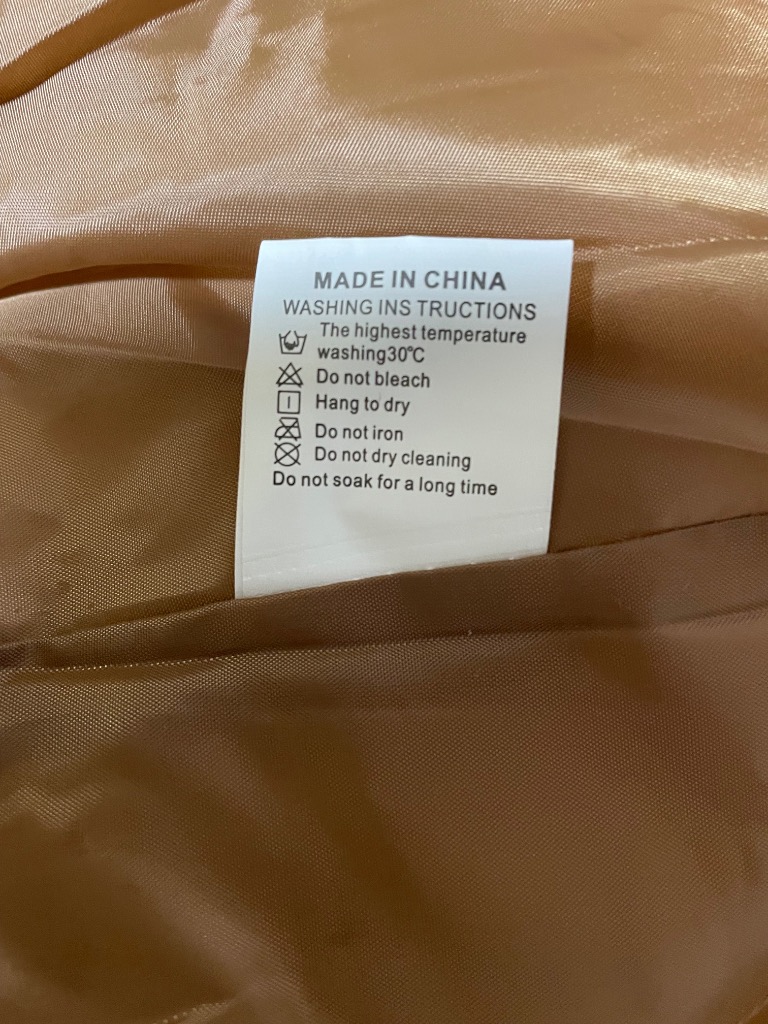 MADE IN CHINA
WASHING INS TRUCTIONS
The highest temperature
washing30℃
Do not bleach
Hang to dry
Do not iron
Do not dry cleaning
Do not soak for a long time